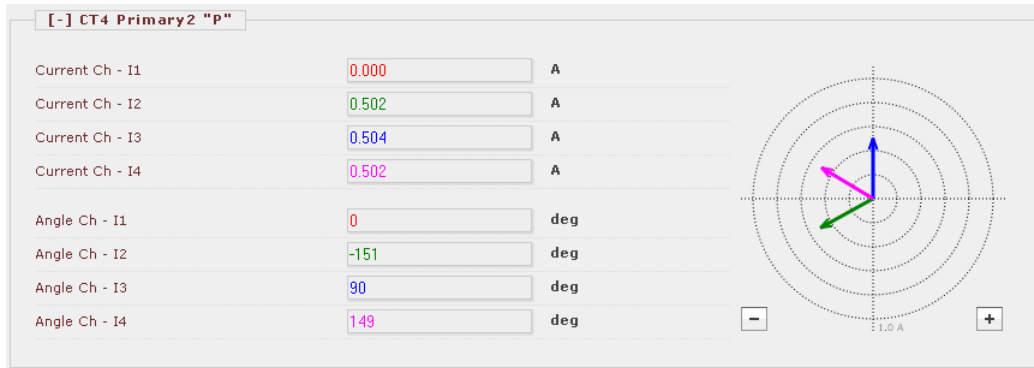 [-] CT4 Primary2 "P"
Current Ch - I1 0.000 A
Current Ch - I2 0.502 A
Current Ch - I3 0.504 A
Current Ch - I4 0.502 A
Angle Ch - I1 0 deg
Angle Ch - I2 -151 deg
Angle Ch - I3 90 deg
Angle Ch - I4 149 deg
- 1.0 A +